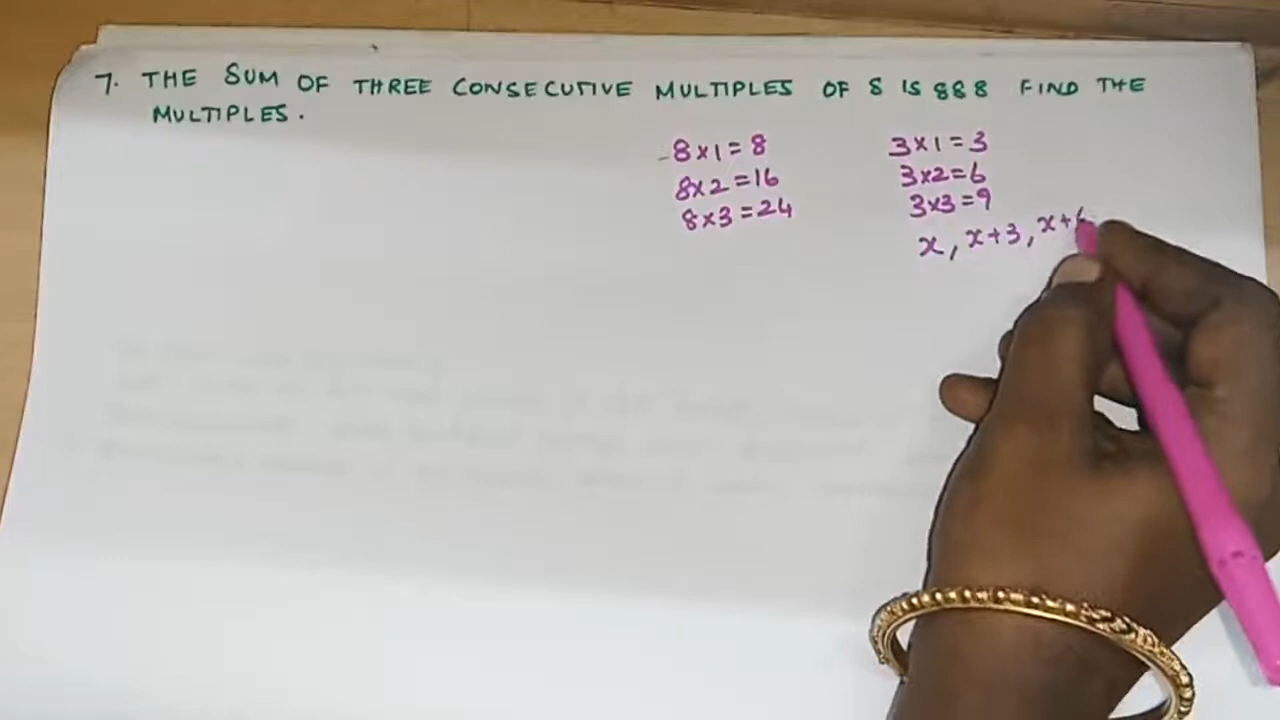 7. THE SUM OF THREE CONSECUTIVE MULTIPLES OF 8 IS 888 FIND THE
MULTIPLES.
8×1=8
8×2=16
8×3=24
3×1=3
3×2=6
3×3=9
x, x+3, x+6